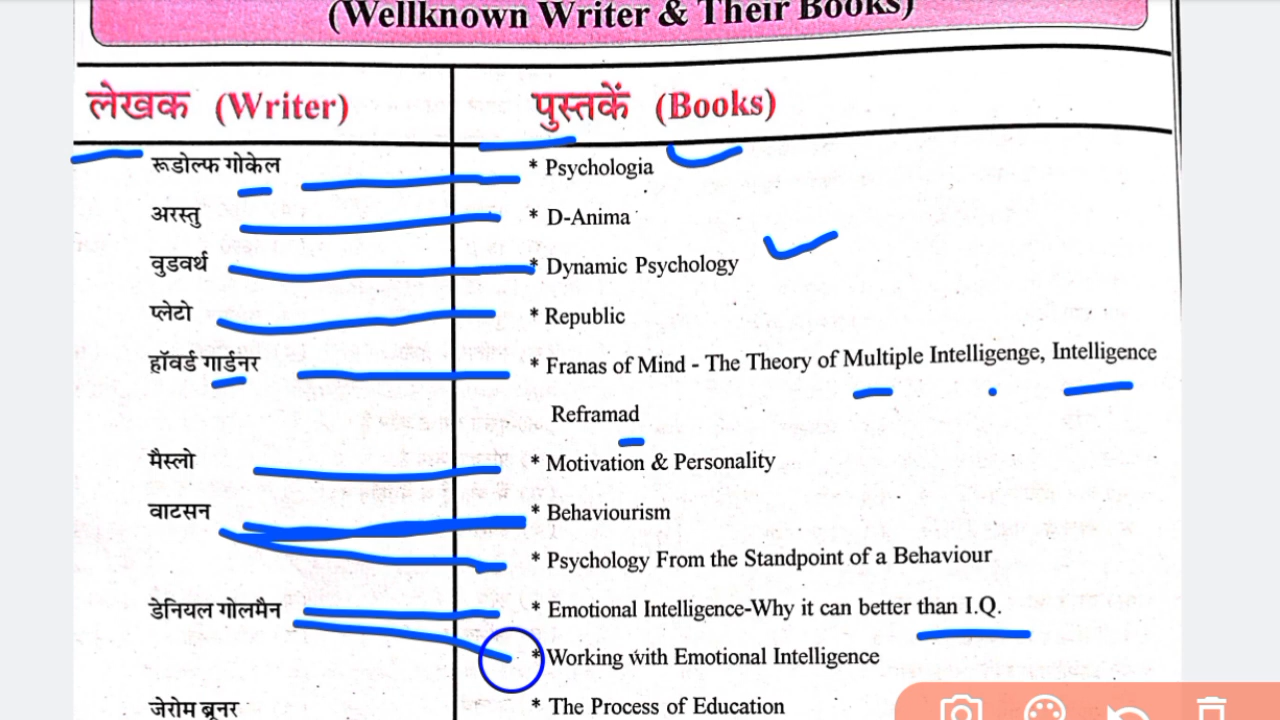 (Wellknown Writer & Their Books)
लेखक (Writer) पुस्तकें (Books)
रूडोल्फ गोकेल * Psychologia
अरस्तु * D-Anima
वुडवर्थ * Dynamic Psychology
प्लेटो * Republic
हॉवर्ड गार्डनर * Franas of Mind - The Theory of Multiple Intelligenge, Intelligence
Reframad
मैस्लो * Motivation & Personality
वाटसन * Behaviourism
* Psychology From the Standpoint of a Behaviour
डेनियल गोलमैन * Emotional Intelligence-Why it can better than I.Q.
* Working with Emotional Intelligence
जेरोम ब्रूनर * The Process of Education